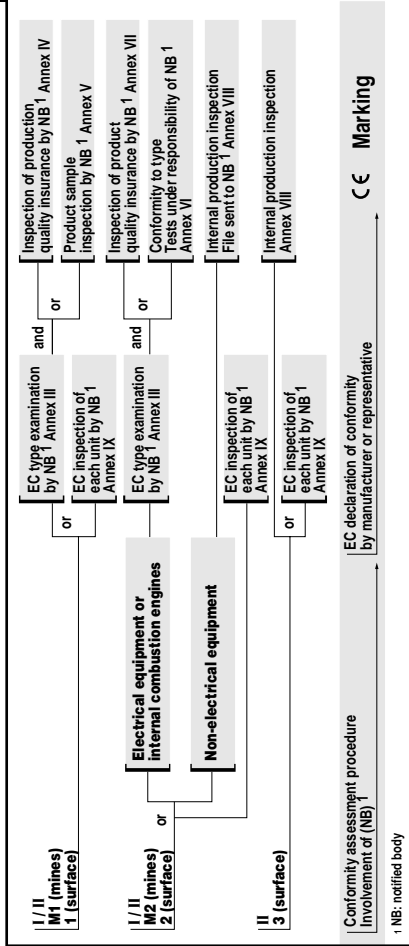 I / II
M1 (mines)
1 (surface)
or
EC type examination
by NB 1 Annex III
and
Inspection of production
quality insurance by NB 1 Annex IV
or
Product sample
inspection by NB 1 Annex V
EC inspection of
each unit by NB 1
Annex IX
I / II
M2 (mines)
2 (surface)
or
Electrical equipment or
internal combustion engines
EC type examination
by NB 1 Annex III
and
Inspection of product
quality insurance by NB 1 Annex VII
or
Conformity to type
Tests under responsibility of NB 1
Annex VI
Non-electrical equipment
Internal production inspection
File sent to NB 1 Annex VIII
EC inspection of
each unit by NB 1
Annex IX
II
3 (surface)
or
Internal production inspection
Annex VIII
EC inspection of
each unit by NB 1
Annex IX
Conformity assessment procedure
Involvement of (NB) 1
EC declaration of conformity
by manufacturer or representative
CE Marking
1 NB: notified body